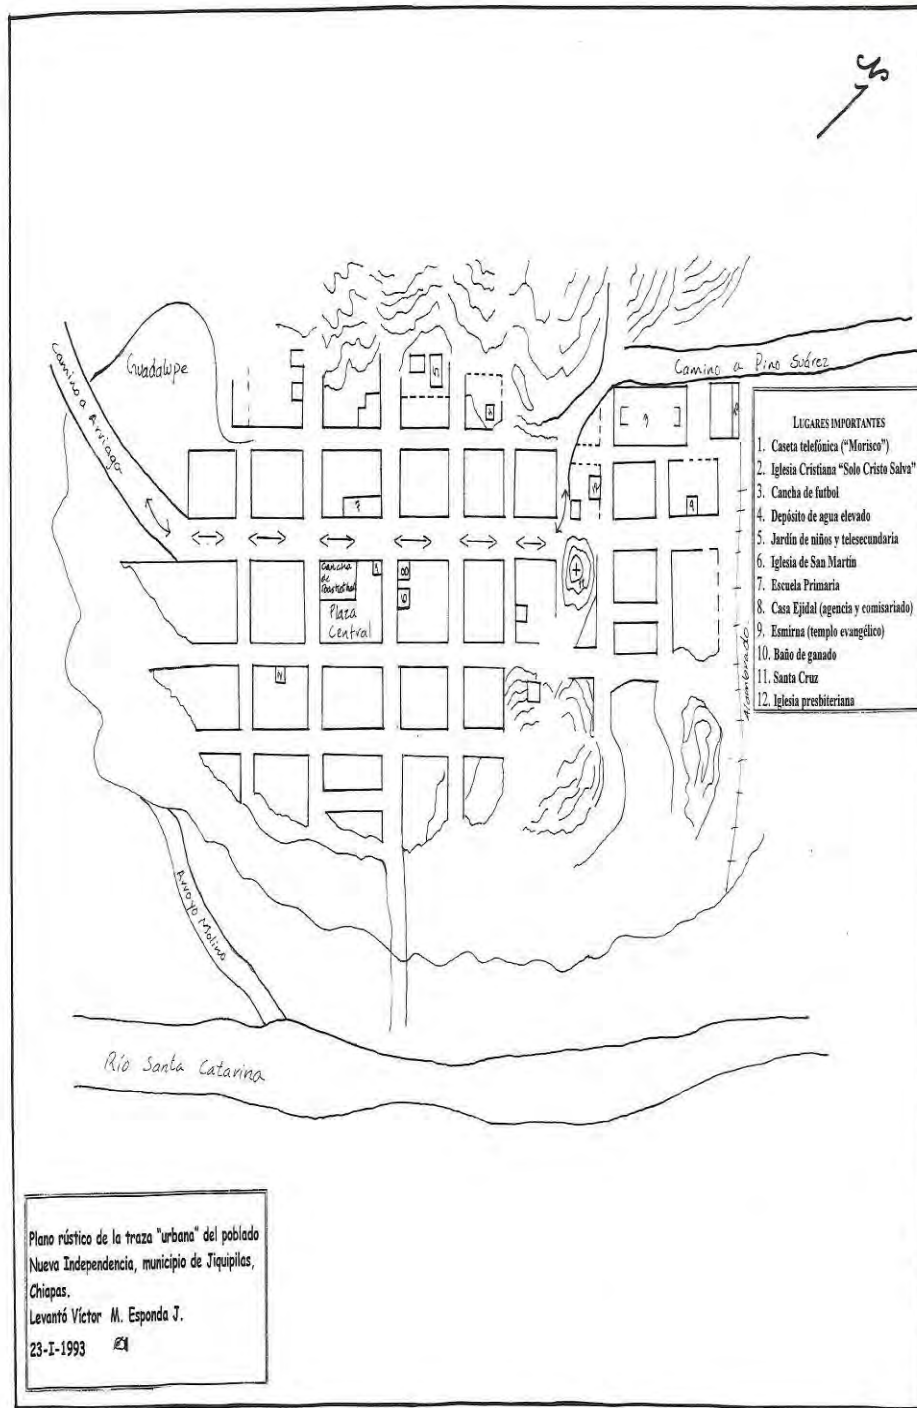 S
Camino a Arriaga
Guadalupe
Camino a Pino Suárez
LUGARES IMPORTANTES
1. Caseta telefónica ("Morisco")
2. Iglesia Cristiana "Solo Cristo Salva"
3. Cancha de futbol
4. Depósito de agua elevado
5. Jardín de niños y telesecundaria
6. Iglesia de San Martín
7. Escuela Primaria
8. Casa Ejidal (agencia y comisariado)
9. Esmirna (templo evangélico)
10. Baño de ganado
11. Santa Cruz
12. Iglesia presbiteriana
Cancha
de
Basketbol
1
8
6
Plaza
Central
Alambrado
Arroyo Molino
Río Santa Catarina
Plano rústico de la traza "urbana" del poblado
Nueva Independencia, municipio de Jiquipilas,
Chiapas.
Levantó Víctor M. Esponda J.
23-I-1993